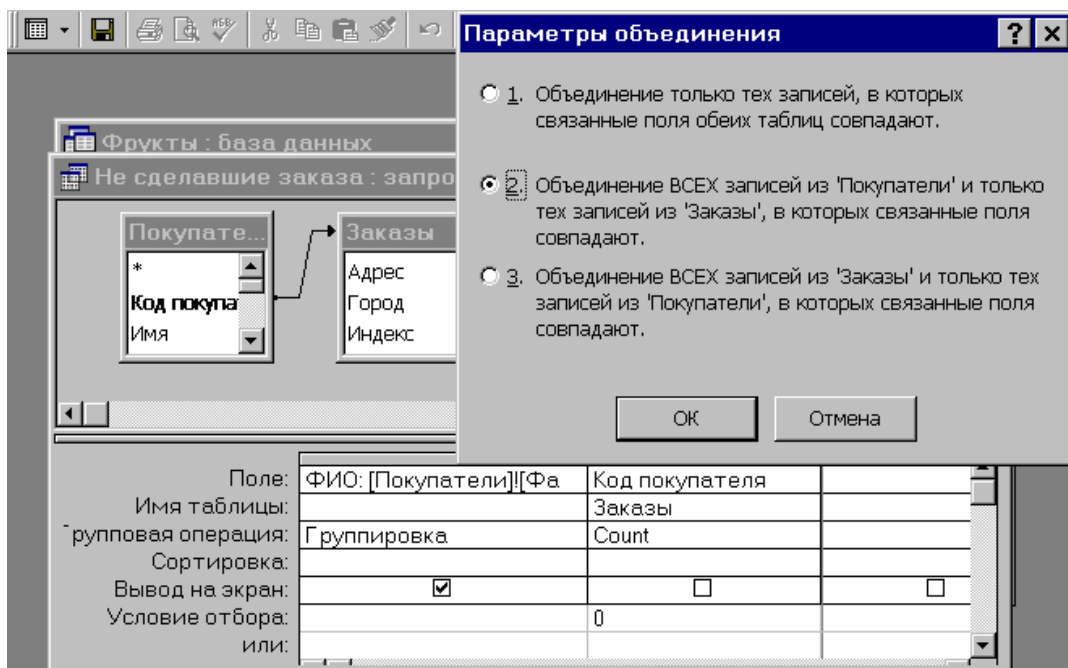 Параметры объединения
1. Объединение только тех записей, в которых
связанные поля обеих таблиц совпадают.
2. Объединение ВСЕХ записей из 'Покупатели' и только
тех записей из 'Заказы', в которых связанные поля
совпадают.
3. Объединение ВСЕХ записей из 'Заказы' и только тех
записей из 'Покупатели', в которых связанные поля
совпадают.
ОК
Отмена
Фрукты : база данных
Не сделавшие заказа : запро
Покупате...
*
Код покупа
Имя
Заказы
Адрес
Город
Индекс
Поле: ФИО: [Покупатели]![Фа Код покупателя
Имя таблицы: Заказы
рупповая операция: Группировка Count
Сортировка:
Вывод на экран:
Условие отбора: 0
или: